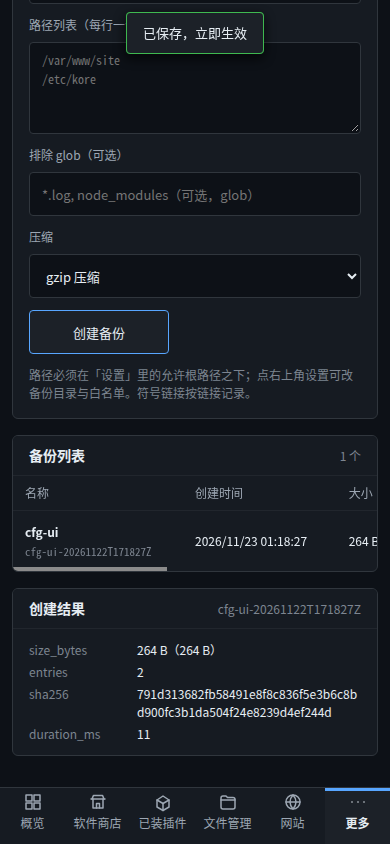 路径列表（每行一
已保存，立即生效
/var/www/site
/etc/kore
排除 glob（可选）
*.log, node_modules（可选，glob）
压缩
gzip 压缩
创建备份
路径必须在「设置」里的允许根路径之下；点右上角设置可改
备份目录与白名单。符号链接按链接记录。
备份列表
1 个
名称
创建时间
大小
cfg-ui
cfg-ui-20261122T171827Z
2026/11/23 01:18:27
264 B
创建结果
cfg-ui-20261122T171827Z
size_bytes
264 B（264 B）
entries
2
sha256
791d313682fb58491e8f8c836f5e3b6c8b
d900fc3b1da504f24e8239d4ef244d
duration_ms
11
概览
软件商店
已装插件
文件管理
网站
更多